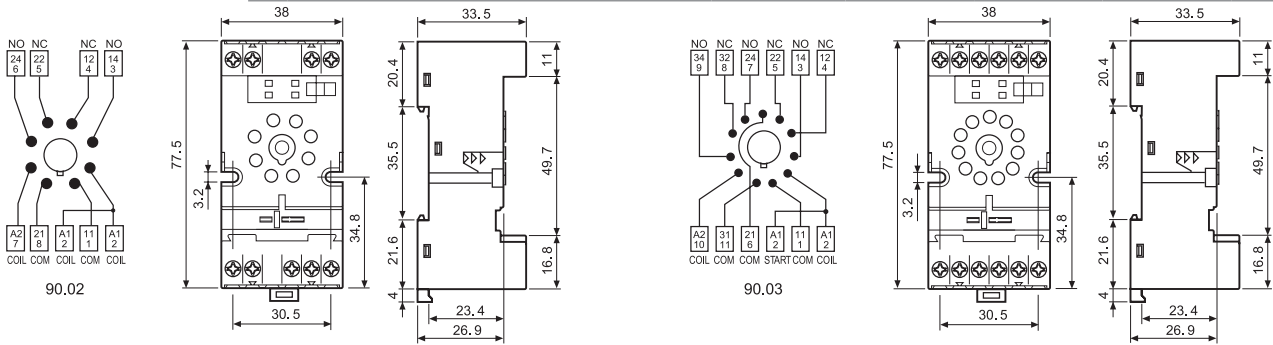 38
33.5
NO NC NC NO
24 22 12 14
6 5 4 3
20.4
11
77.5
35.5
49.7
3.2
34.8
A2 21 A1 11 A1
7 8 2 1 2
COIL COM COIL COM COIL
21.6
16.8
4
90.02
30.5
23.4
26.9
38
33.5
NO NC NO NC NO NC
34 32 24 22 14 12
9 8 7 5 3 4
20.4
11
77.5
35.5
49.7
3.2
34.8
A2 31 21 A1 11 A1
10 11 6 2 1 2
COIL COM COM START COM COIL
21.6
16.8
4
90.03
30.5
23.4
26.9